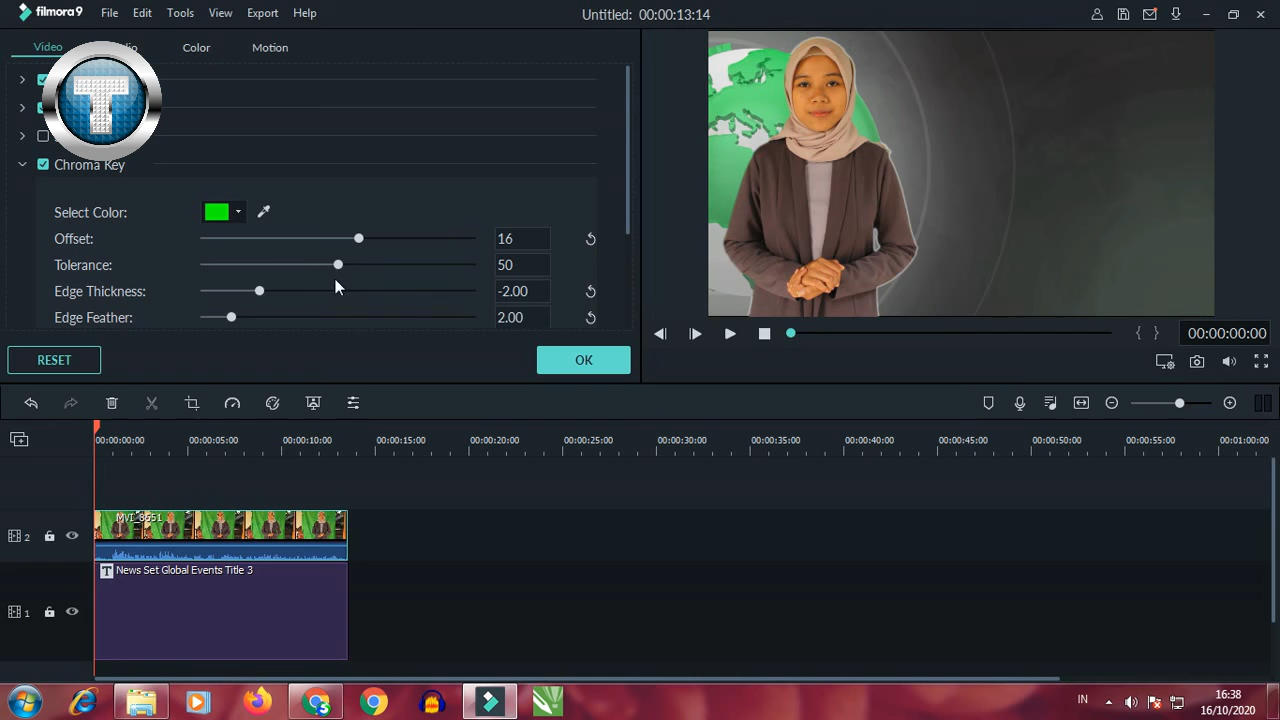 filmora9 File Edit Tools View Export Help Untitled: 00:00:13:14
Video Color Motion
T
Chroma Key
Select Color:
Offset: 16
Tolerance: 50
Edge Thickness: -2.00
Edge Feather: 2.00
{ } 00:00:00:00
RESET OK
00:00:00:00 00:00:05:00 00:00:10:00 00:00:15:00 00:00:20:00 00:00:25:00 00:00:30:00 00:00:35:00 00:00:40:00 00:00:45:00 00:00:50:00 00:00:55:00 00:01:00:00
MVI_8651
2
T News Set Global Events Title 3
1
IN 16:38
16/10/2020